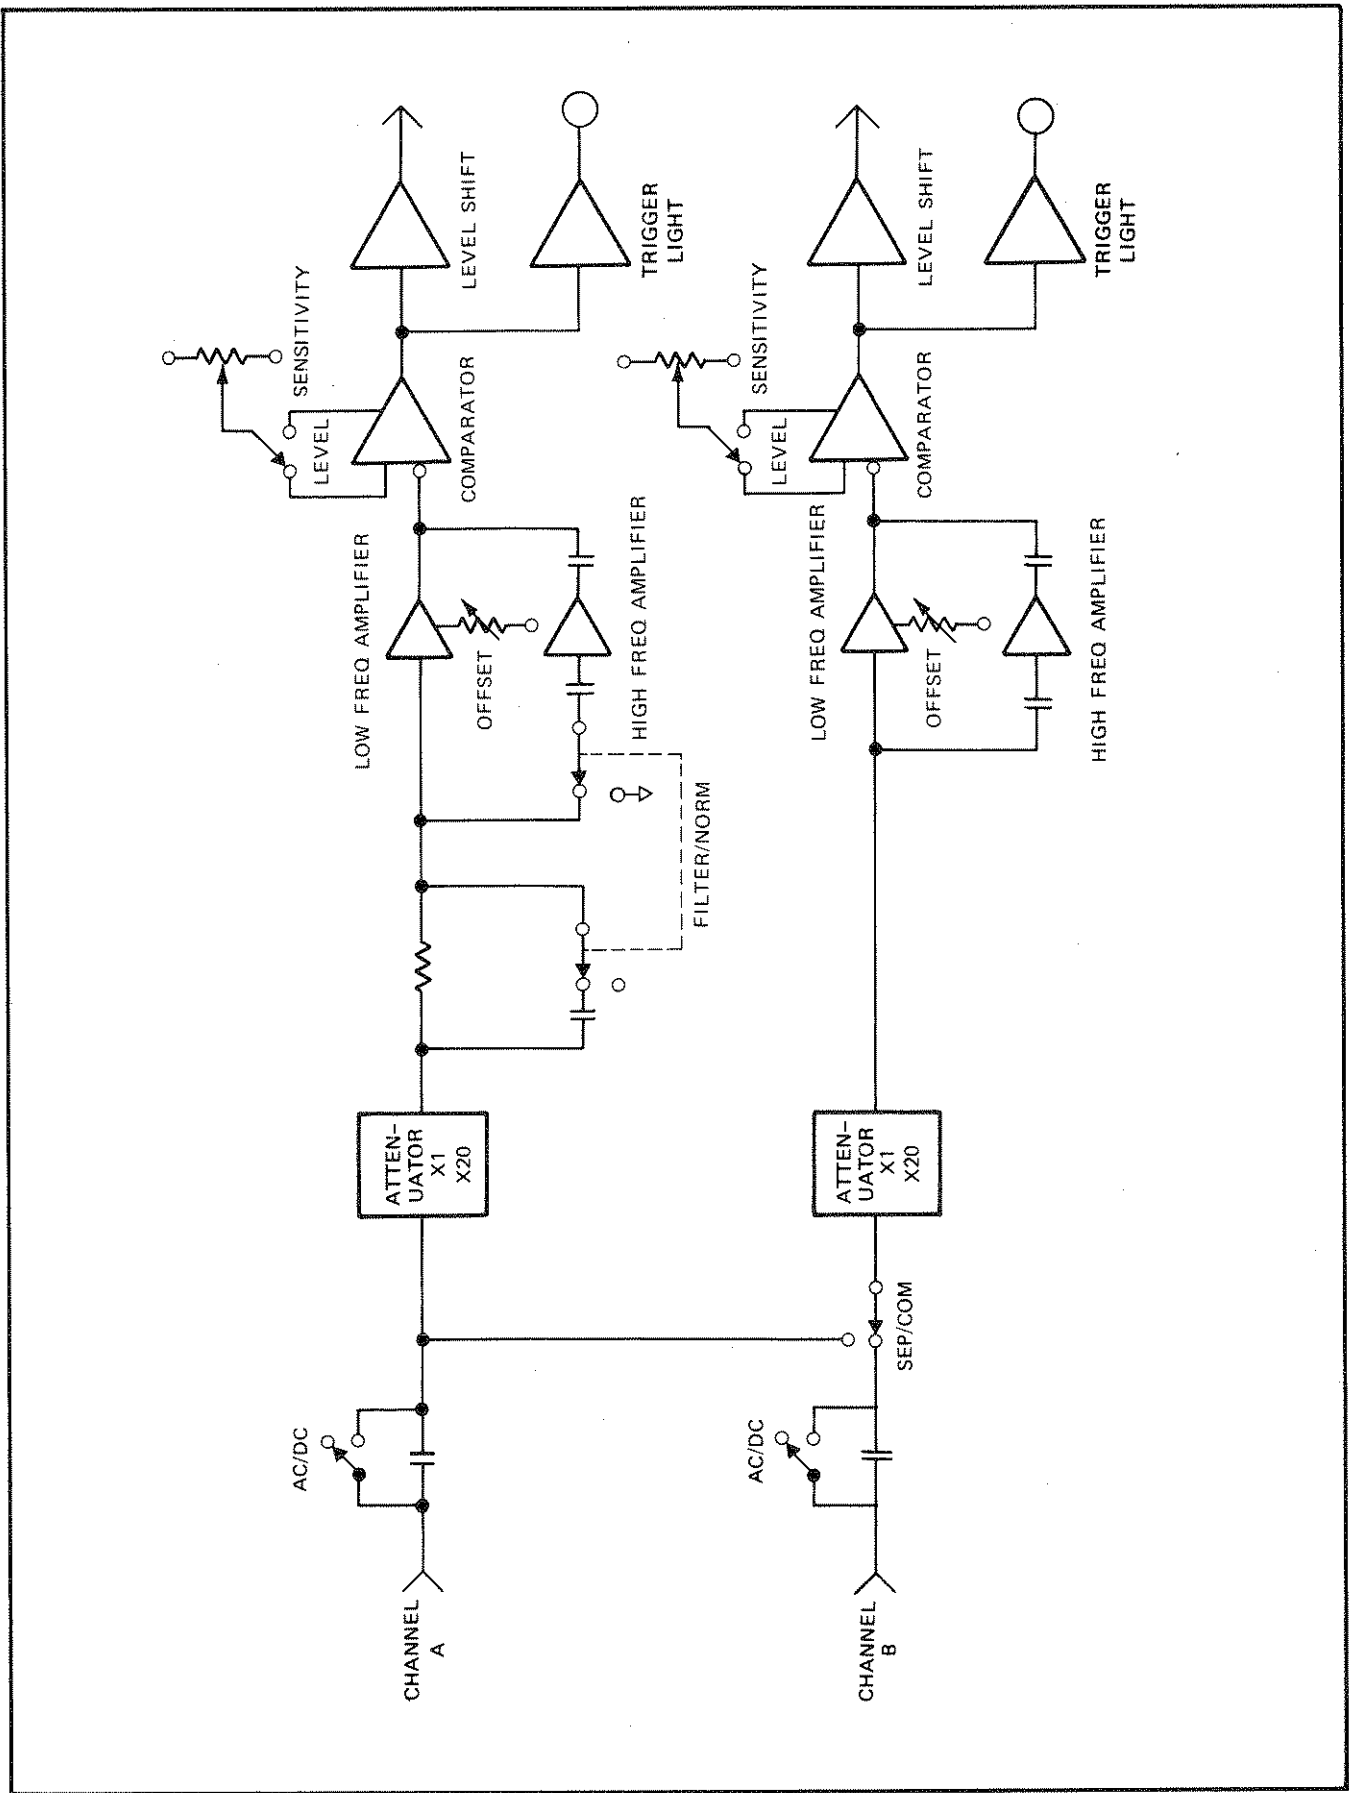 AC/DC
CHANNEL
A
ATTEN-
UATOR
X1
X20
FILTER/NORM
LOW FREQ AMPLIFIER
OFFSET
HIGH FREQ AMPLIFIER
LEVEL
SENSITIVITY
COMPARATOR
LEVEL SHIFT
TRIGGER
LIGHT
AC/DC
CHANNEL
B
SEP/COM
ATTEN-
UATOR
X1
X20
LOW FREQ AMPLIFIER
OFFSET
HIGH FREQ AMPLIFIER
LEVEL
SENSITIVITY
COMPARATOR
LEVEL SHIFT
TRIGGER
LIGHT